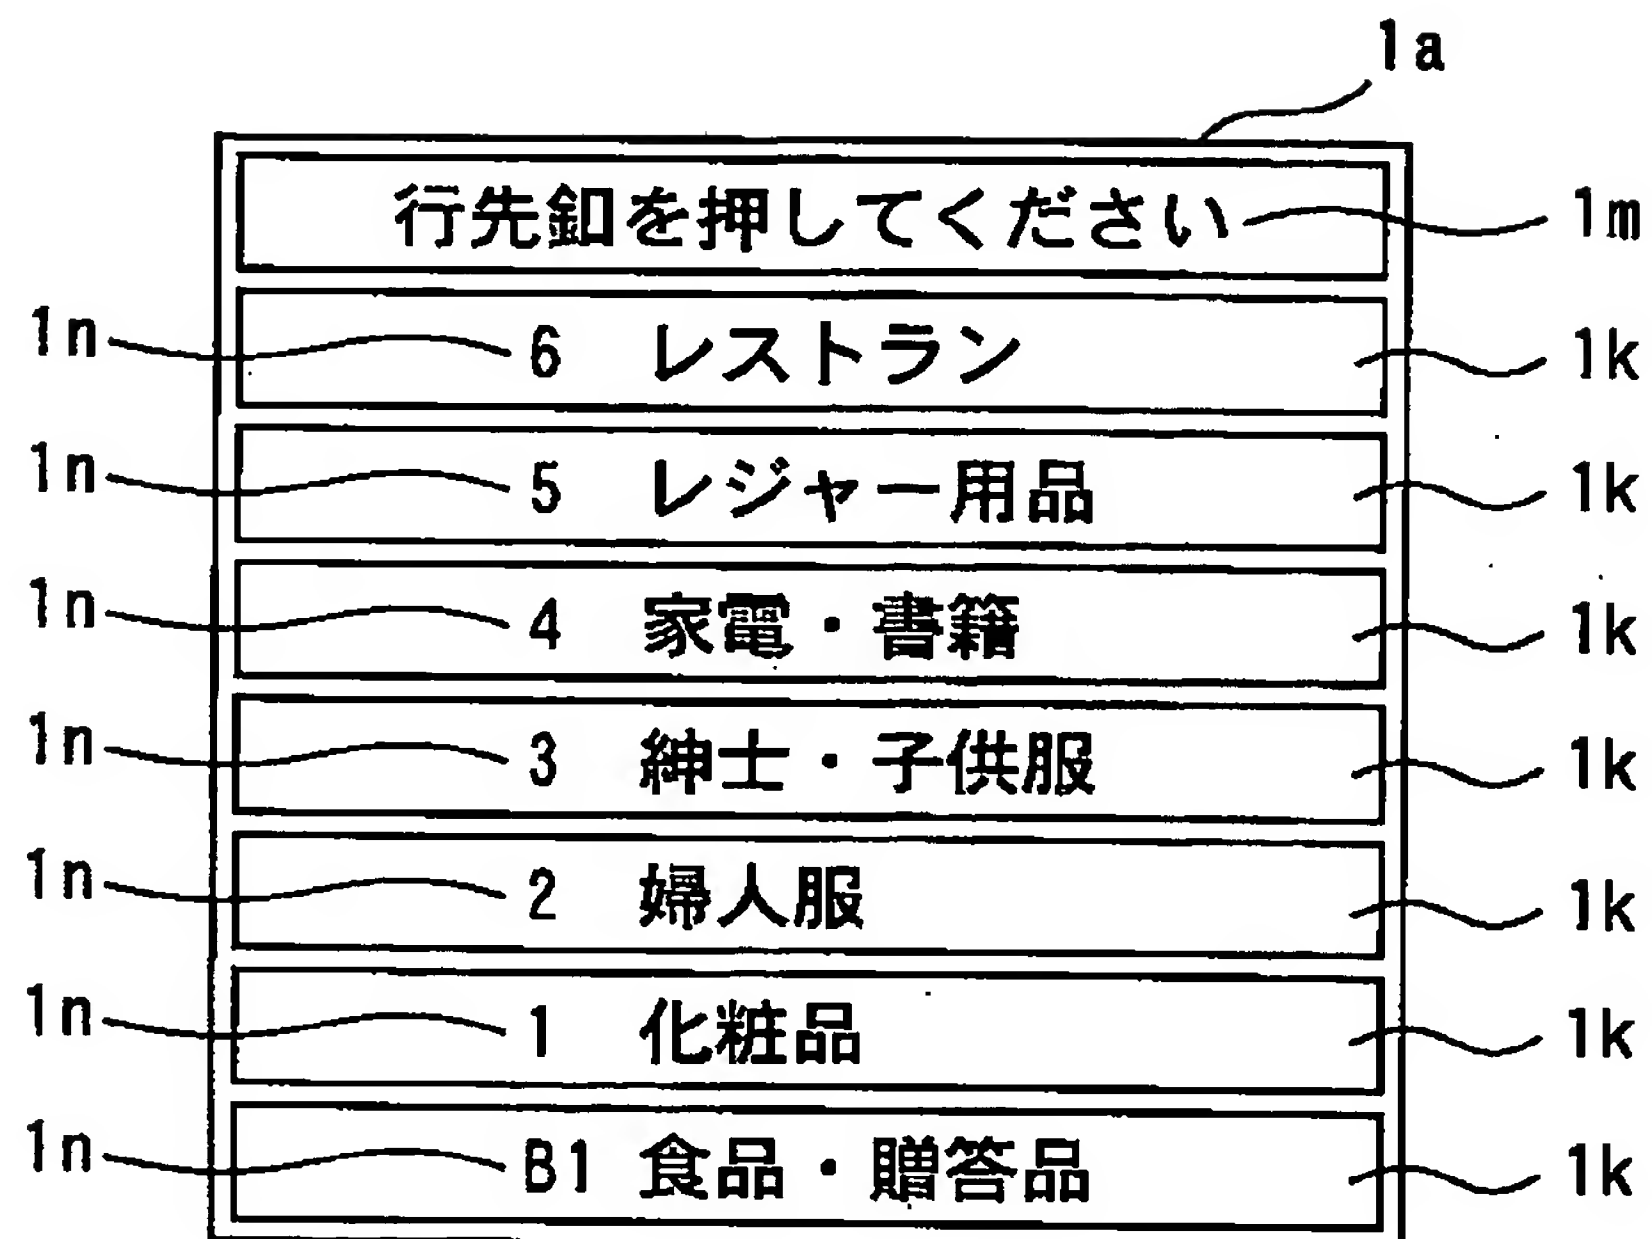 1a
行先釦を押してください 1m
1n 6 レストラン 1k
1n 5 レジャー用品 1k
1n 4 家電・書籍 1k
1n 3 紳士・子供服 1k
1n 2 婦人服 1k
1n 1 化粧品 1k
1n B1 食品・贈答品 1k